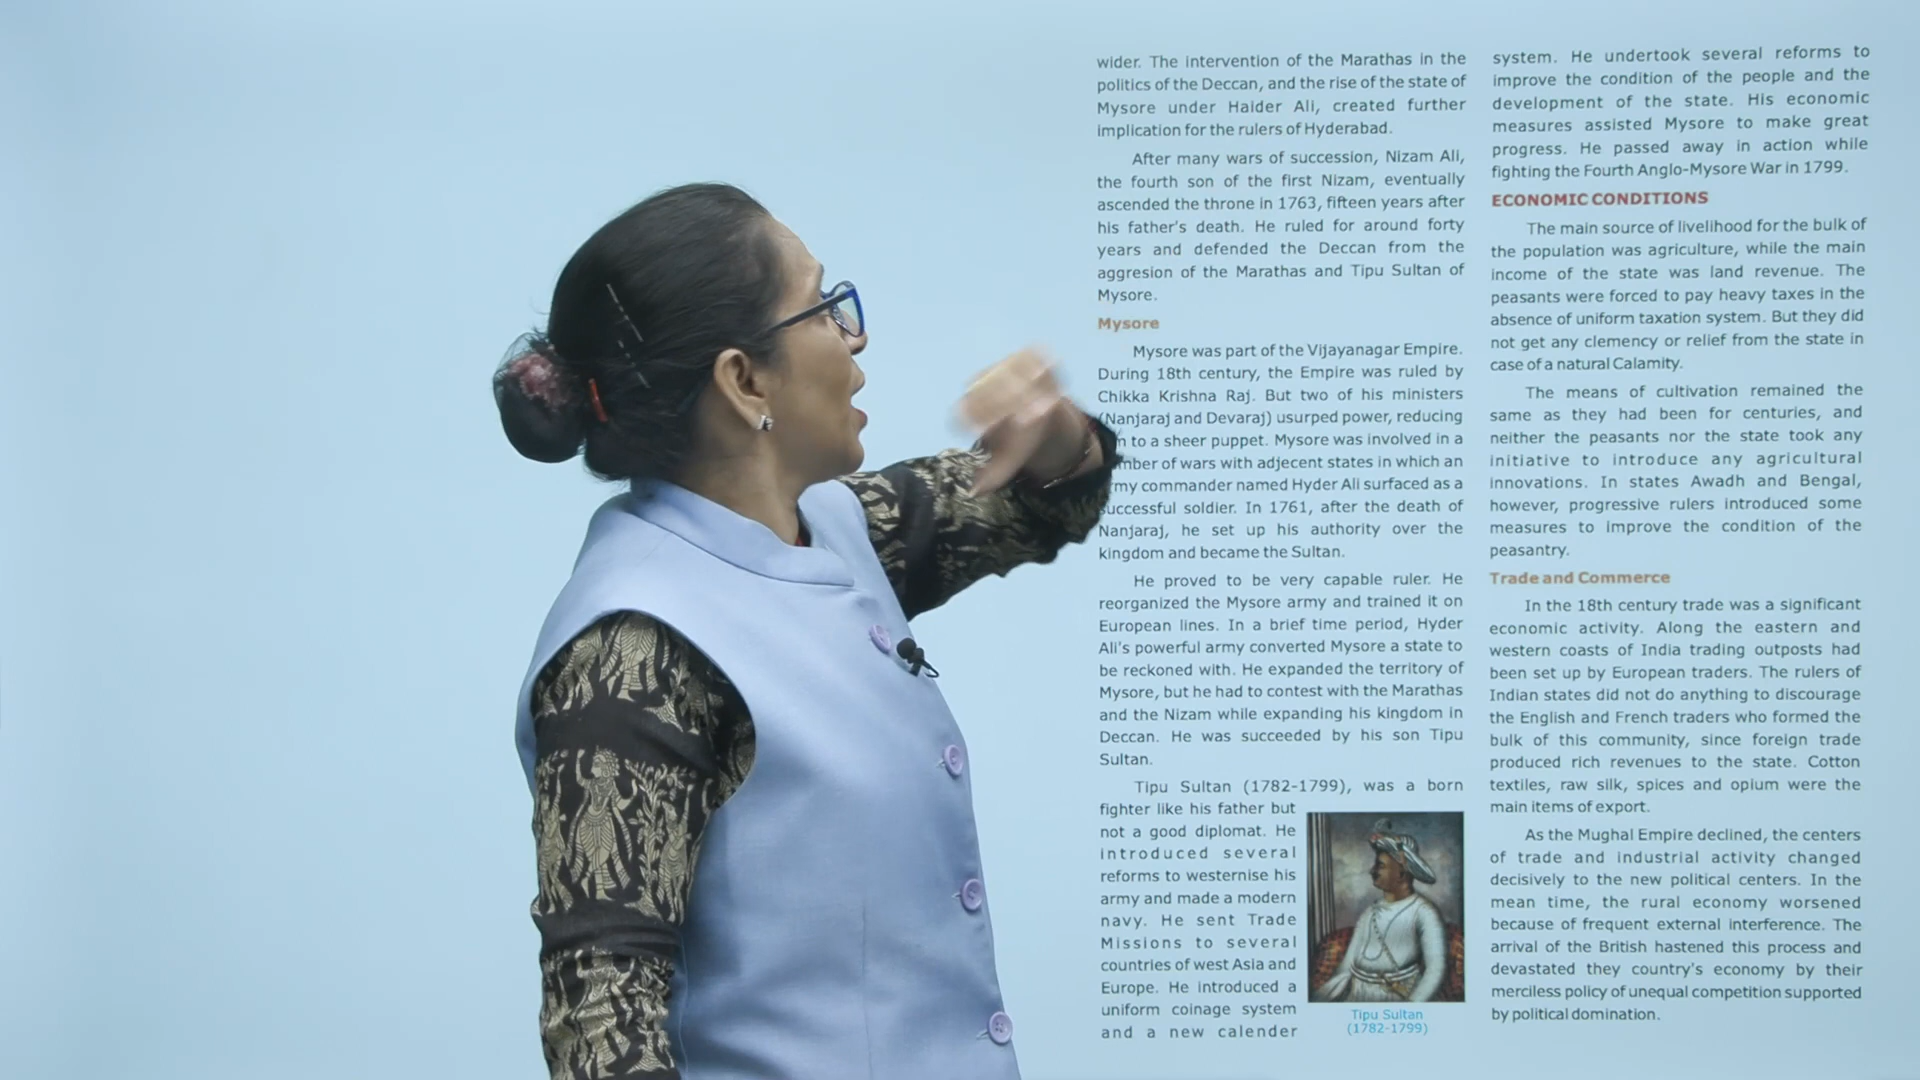 wider. The intervention of the Marathas in the
politics of the Deccan, and the rise of the state of
Mysore under Haider Ali, created further
implication for the rulers of Hyderabad.
After many wars of succession, Nizam Ali,
the fourth son of the first Nizam, eventually
ascended the throne in 1763, fifteen years after
his father's death. He ruled for around forty
years and defended the Deccan from the
aggresion of the Marathas and Tipu Sultan of
Mysore.
Mysore
Mysore was part of the Vijayanagar Empire.
During 18th century, the Empire was ruled by
Chikka Krishna Raj. But two of his ministers
(Nanjaraj and Devaraj) usurped power, reducing
to a sheer puppet. Mysore was involved in a
of wars with adjecent states in which an
commander named Hyder Ali surfaced as a
successful soldier. In 1761, after the death of
Nanjaraj, he set up his authority over the
kingdom and became the Sultan.
He proved to be very capable ruler. He
reorganized the Mysore army and trained it on
European lines. In a brief time period, Hyder
Ali's powerful army converted Mysore a state to
be reckoned with. He expanded the territory of
Mysore, but he had to contest with the Marathas
and the Nizam while expanding his kingdom in
Deccan. He was succeeded by his son Tipu
Sultan.
Tipu Sultan (1782-1799), was a born
fighter like his father but
not a good diplomat. He
introduced several
reforms to westernise his
army and made a modern
navy. He sent Trade
Missions to several
countries of west Asia and
Europe. He introduced a
uniform coinage system
and a new calender
Tipu Sultan
(1782-1799)
system. He undertook several reforms to
improve the condition of the people and the
development of the state. His economic
measures assisted Mysore to make great
progress. He passed away in action while
fighting the Fourth Anglo-Mysore War in 1799.
ECONOMIC CONDITIONS
The main source of livelihood for the bulk of
the population was agriculture, while the main
income of the state was land revenue. The
peasants were forced to pay heavy taxes in the
absence of uniform taxation system. But they did
not get any clemency or relief from the state in
case of a natural Calamity.
The means of cultivation remained the
same as they had been for centuries, and
neither the peasants nor the state took any
initiative to introduce any agricultural
innovations. In states Awadh and Bengal,
however, progressive rulers introduced some
measures to improve the condition of the
peasantry.
Trade and Commerce
In the 18th century trade was a significant
economic activity. Along the eastern and
western coasts of India trading outposts had
been set up by European traders. The rulers of
Indian states did not do anything to discourage
the English and French traders who formed the
bulk of this community, since foreign trade
produced rich revenues to the state. Cotton
textiles, raw silk, spices and opium were the
main items of export.
As the Mughal Empire declined, the centers
of trade and industrial activity changed
decisively to the new political centers. In the
mean time, the rural economy worsened
because of frequent external interference. The
arrival of the British hastened this process and
devastated they country's economy by their
merciless policy of unequal competition supported
by political domination.